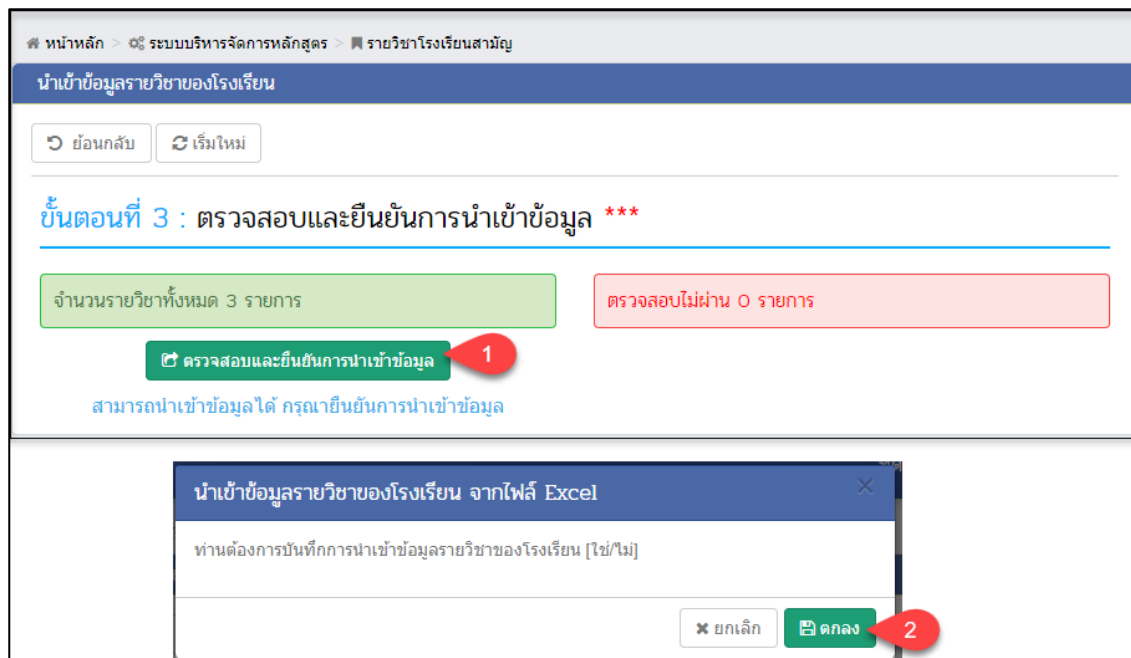 หน้าหลัก > ระบบบริหารจัดการหลักสูตร > รายวิชาโรงเรียนสามัญ
นำเข้าข้อมูลรายวิชาของโรงเรียน
ย้อนกลับ เริ่มใหม่
ขั้นตอนที่ 3 : ตรวจสอบและยืนยันการนำเข้าข้อมูล ***
จำนวนรายวิชาทั้งหมด 3 รายการ
ตรวจสอบไม่ผ่าน 0 รายการ
ตรวจสอบและยืนยันการนำเข้าข้อมูล 1
สามารถนำเข้าข้อมูลได้ กรุณายืนยันการนำเข้าข้อมูล
นำเข้าข้อมูลรายวิชาของโรงเรียน จากไฟล์ Excel ×
ท่านต้องการบันทึกการนำเข้าข้อมูลรายวิชาของโรงเรียน [ใช่/ไม่]
ยกเลิก ตกลง 2